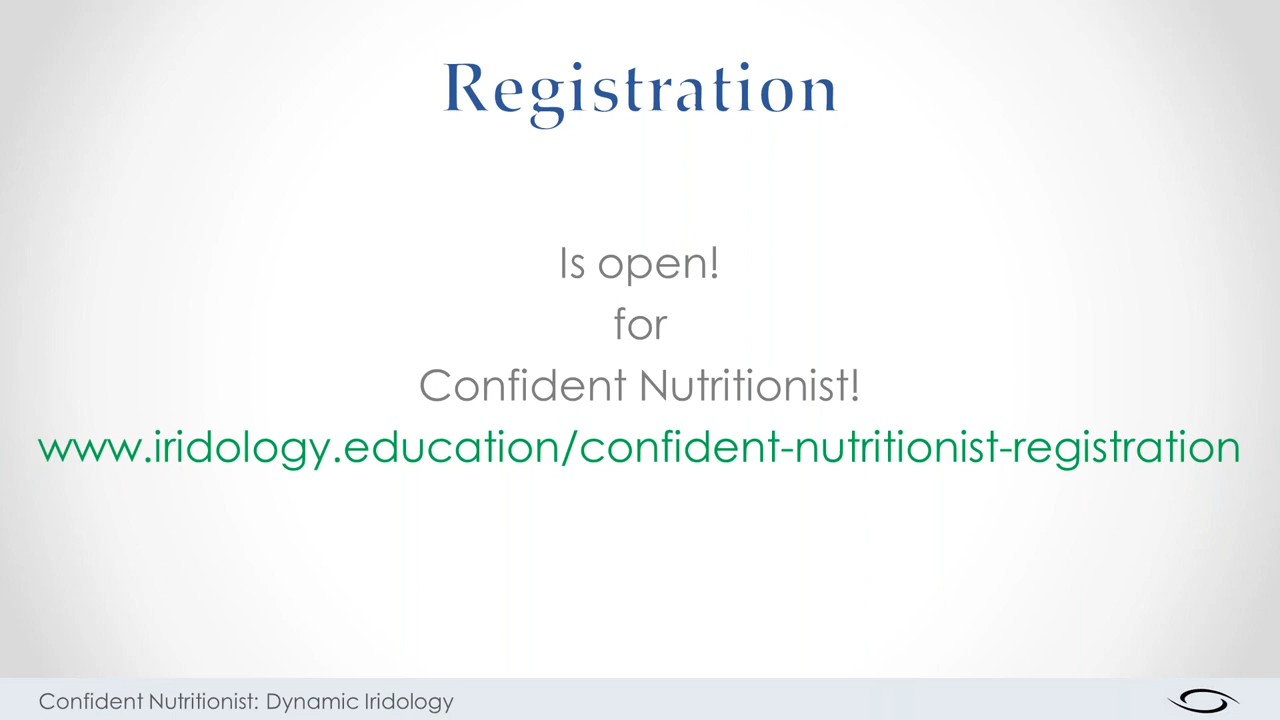 Registration
Is open!
for
Confident Nutritionist!
www.iridology.education/confident-nutritionist-registration
Confident Nutritionist: Dynamic Iridology